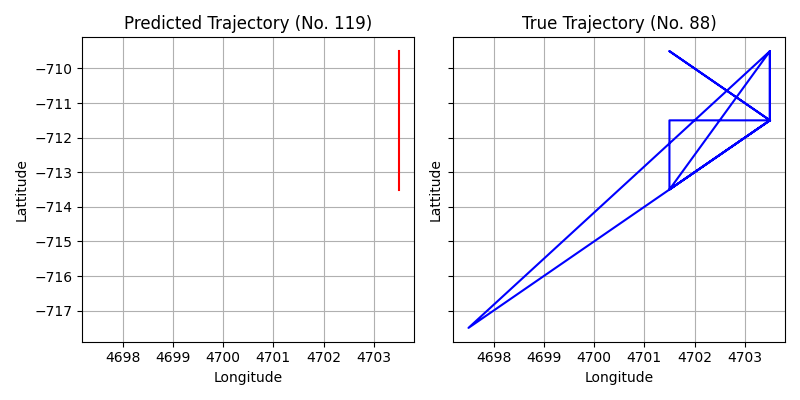 Predicted Trajectory (No. 119)
True Trajectory (No. 88)
−710
−711
−712
−713
−714
−715
−716
−717
Lattitude
Lattitude
4698 4699 4700 4701 4702 4703
4698 4699 4700 4701 4702 4703
Longitude
Longitude